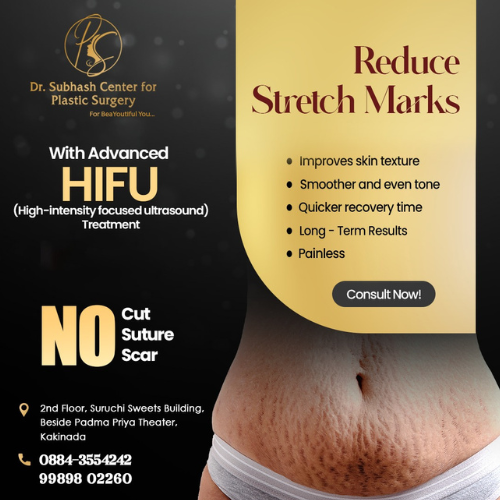 Dr. Subhash Center for
Plastic Surgery
For BeaYoutiful You...
With Advanced
HIFU
(High-intensity focused ultrasound)
Treatment
NO Cut
Suture
Scar
Reduce
Stretch Marks
• Improves skin texture
• Smoother and even tone
• Quicker recovery time
• Long - Term Results
• Painless
Consult Now!
2nd Floor, Suruchi Sweets Building,
Beside Padma Priya Theater,
Kakinada
0884-3554242
99898 02260